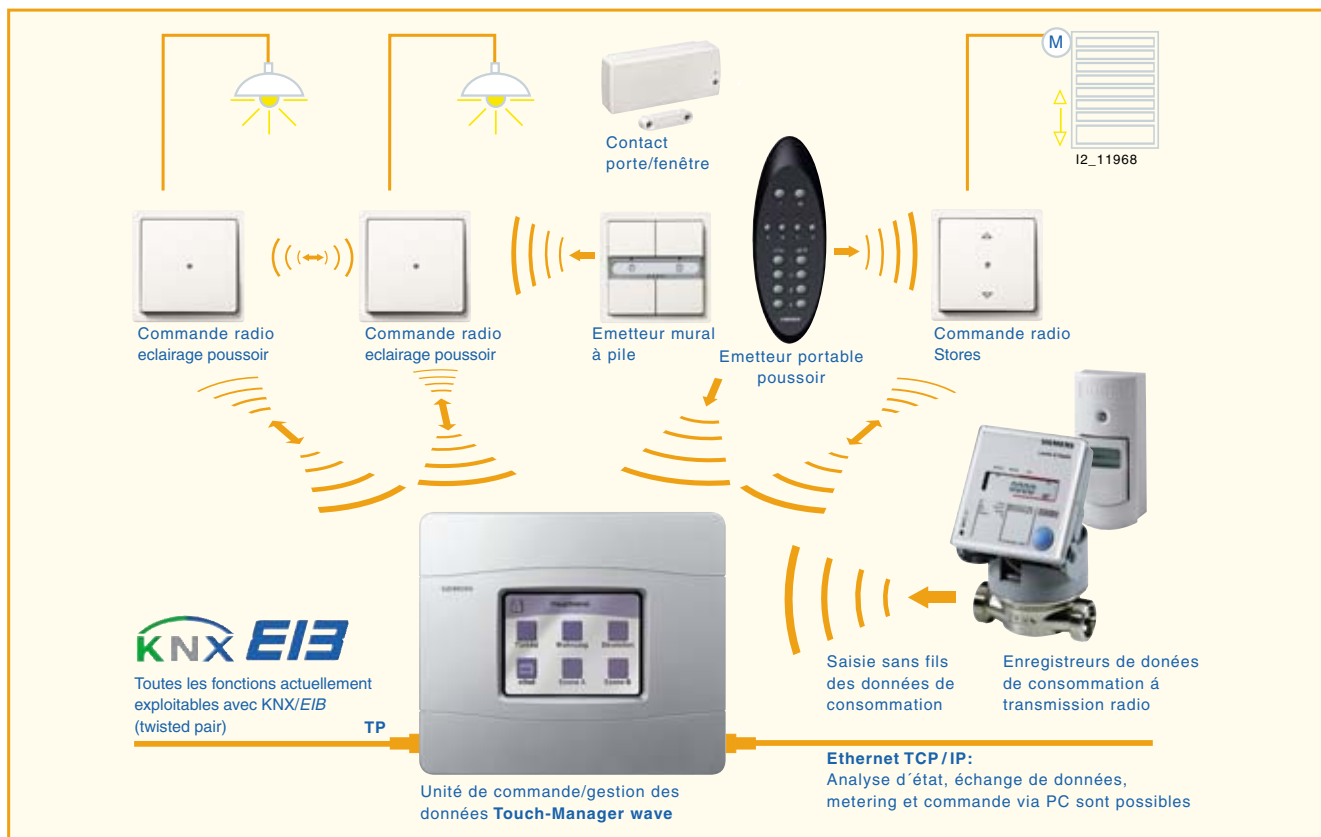 M
I2_11968
Contact
porte/fenêtre
Commande radio
eclairage poussoir
Commande radio
eclairage poussoir
Emetteur mural
à pile
Emetteur portable
poussoir
Commande radio
Stores
SIEMENS
SIEMENS
KNX EIB
Toutes les fonctions actuellement
exploitables avec KNX/EIB
(twisted pair)
TP
Saisie sans fils
des données de
consommation
Enregistreurs de donées
de consommation á
transmission radio
Unité de commande/gestion des
données Touch-Manager wave
Ethernet TCP/IP:
Analyse d´état, échange de données,
metering et commande via PC sont possibles